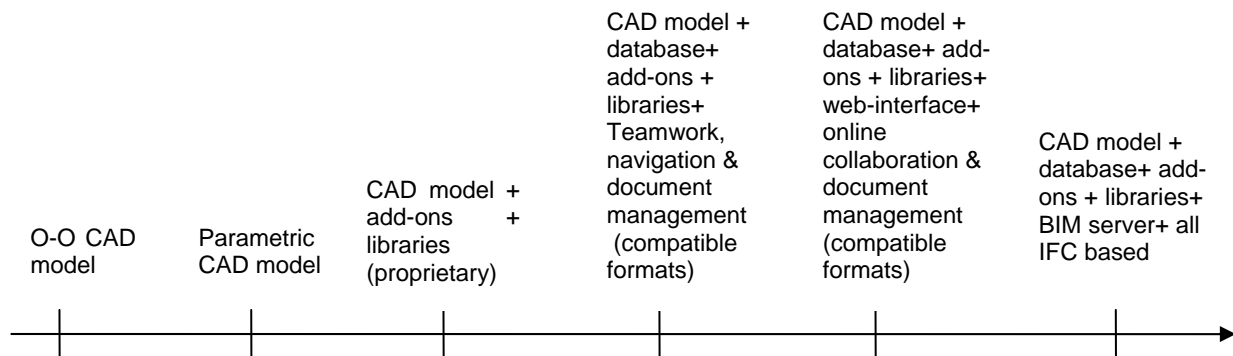 O-O CAD
model
Parametric
CAD model
CAD model +
add-ons +
libraries
(proprietary)
CAD model +
database+
add-ons +
libraries+
Teamwork,
navigation &
document
management
(compatible
formats)
CAD model +
database+ add-
ons + libraries+
web-interface+
online
collaboration &
document
management
(compatible
formats)
CAD model +
database+ add-
ons + libraries+
BIM server+ all
IFC based